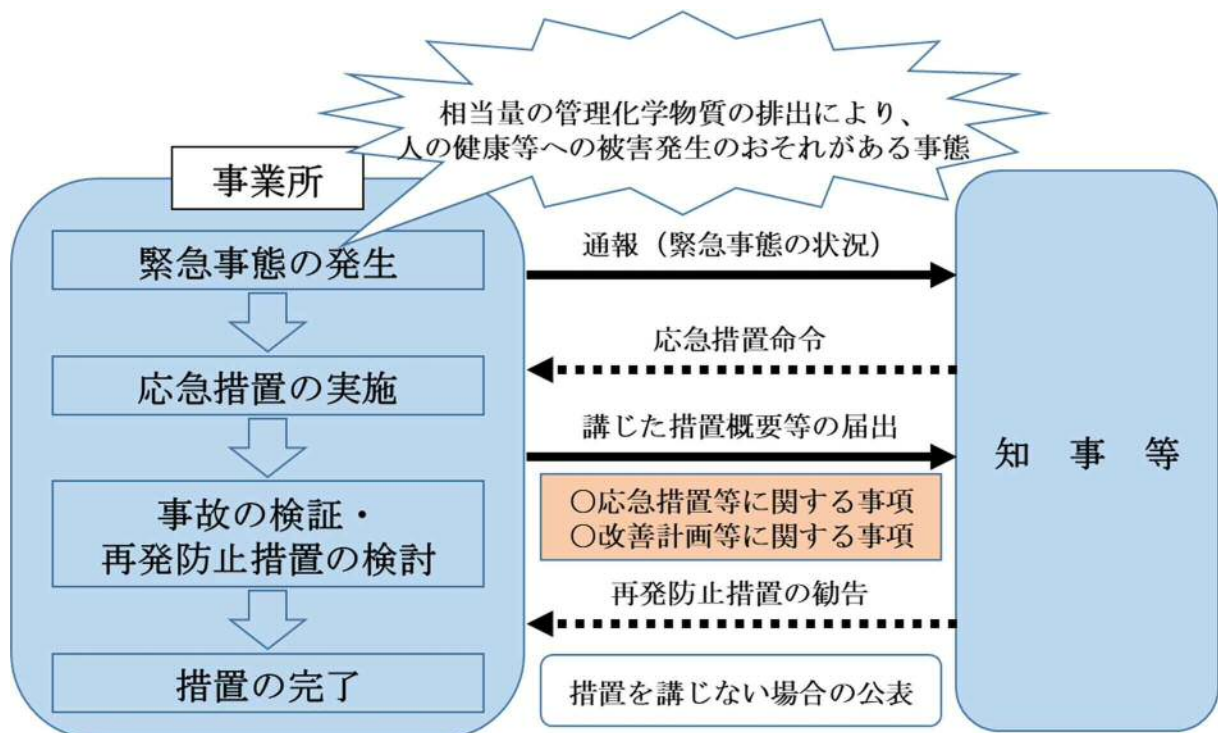 相当量の管理化学物質の排出により、
人の健康等への被害発生のおそれがある事態
事業所
緊急事態の発生
応急措置の実施
事故の検証・
再発防止措置の検討
措置の完了
通報（緊急事態の状況）
応急措置命令
講じた措置概要等の届出
○応急措置等に関する事項
○改善計画等に関する事項
再発防止措置の勧告
措置を講じない場合の公表
知　事　等